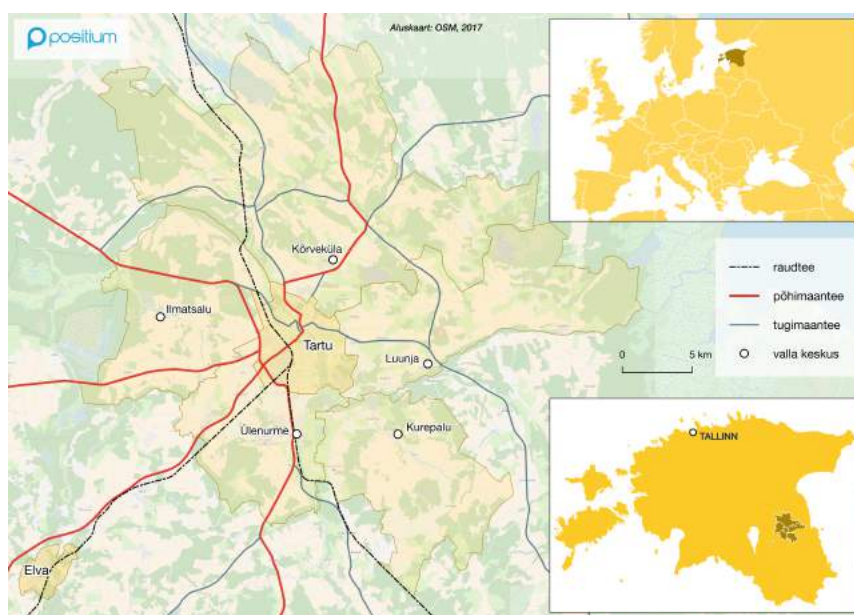 positium
Aluskaart: OSM, 2017
Kõrveküla
Ilmatsalu
Tartu
Luunja
Ülenurme
Kurepalu
Elva
raudtee
põhimaantee
tugimaantee
0 5 km
valla keskus
TALLINN